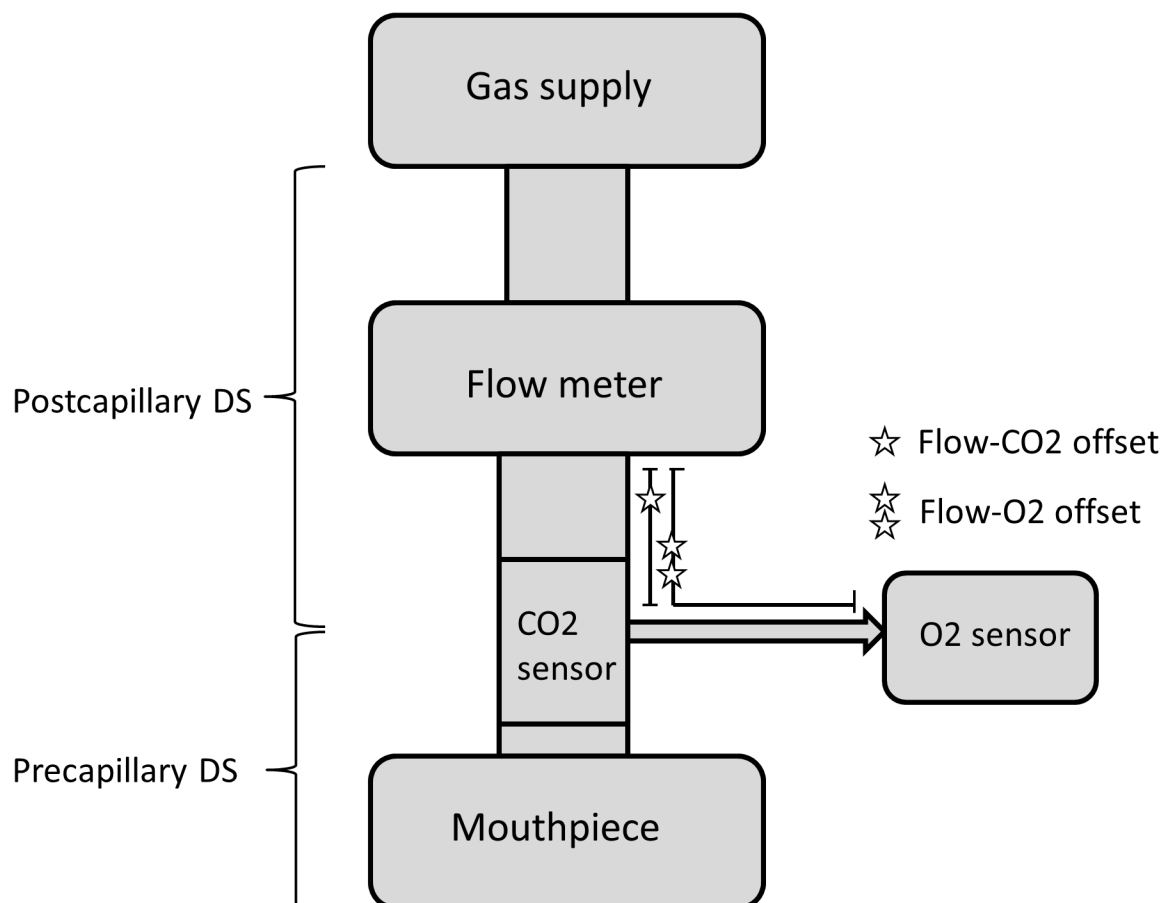 Gas supply
Flow meter
Postcapillary DS
Flow-CO2 offset
Flow-O2 offset
CO2
sensor
O2 sensor
Precapillary DS
Mouthpiece